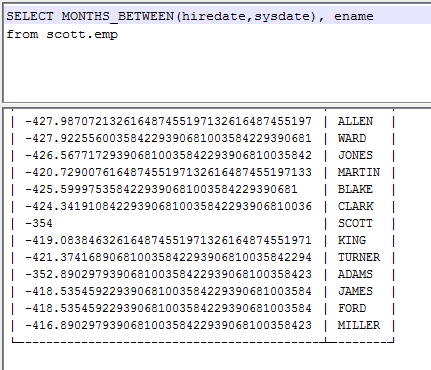 SELECT MONTHS_BETWEEN(hiredate,sysdate), ename
from scott.emp
| -427.987072132616487455197132616487455197 | ALLEN |
| -427.922556003584229390681003584229390681 | WARD |
| -426.567717293906810035842293906810035842 | JONES |
| -420.729007616487455197132616487455197133 | MARTIN |
| -425.599975358422939068100358422939​0681 | BLAKE |
| -424.341910842293906810035842293906810036 | CLARK |
| -354 | SCOTT |
| -419.083846326164874551971326164874551971 | KING |
| -421.374168906810035842293906810035842294 | TURNER |
| -352.890297939068100358422939068100358423 | ADAMS |
| -418.535459229390681003584229390681003584 | JAMES |
| -418.535459229390681003584229390681003584 | FORD |
| -416.890297939068100358422939068100358423 | MILLER |